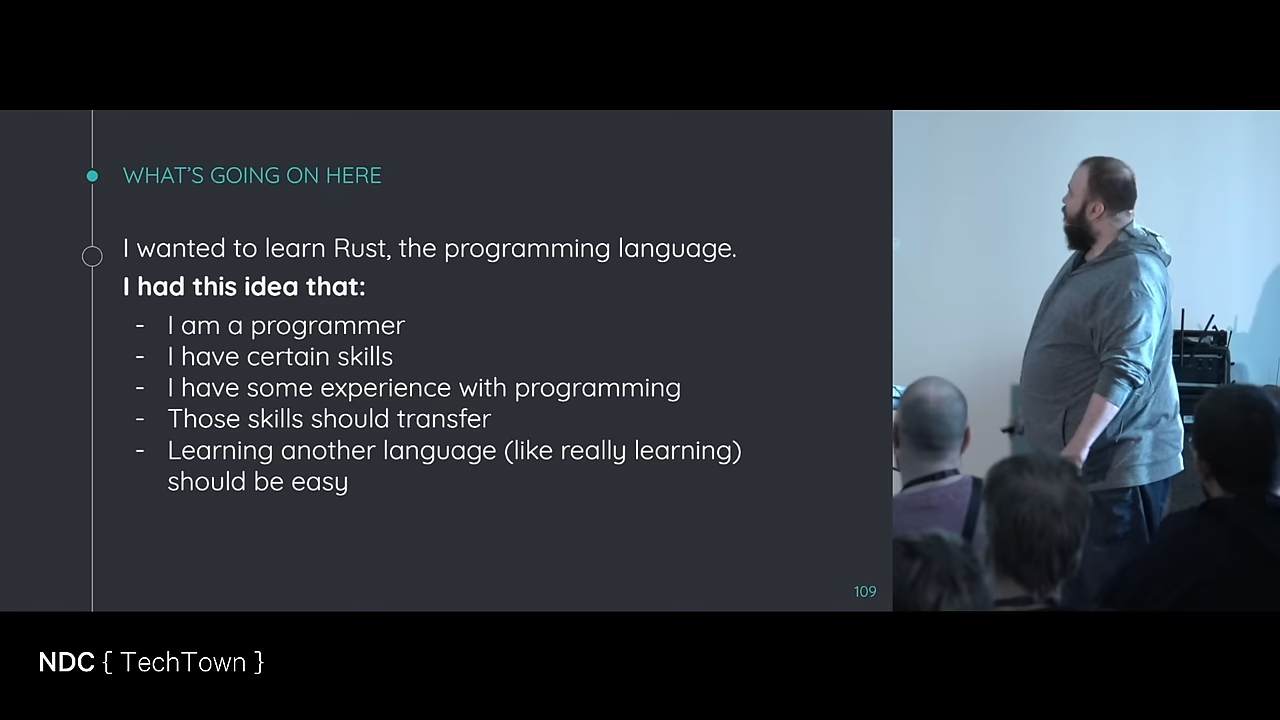 WHAT'S GOING ON HERE
I wanted to learn Rust, the programming language.
I had this idea that:
- I am a programmer
- I have certain skills
- I have some experience with programming
- Those skills should transfer
- Learning another language (like really learning)
should be easy
109
NDC { TechTown }